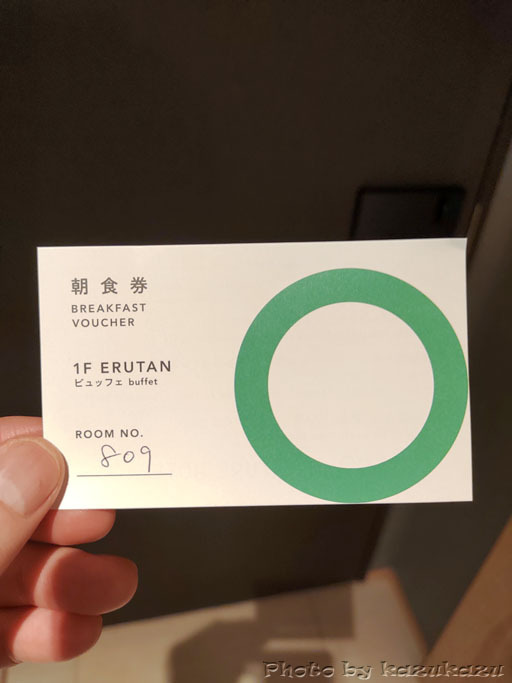 朝食券
BREAKFAST
VOUCHER
1F ERUTAN
ビュッフェ buffet
ROOM NO.
809
Photo by kazukazu